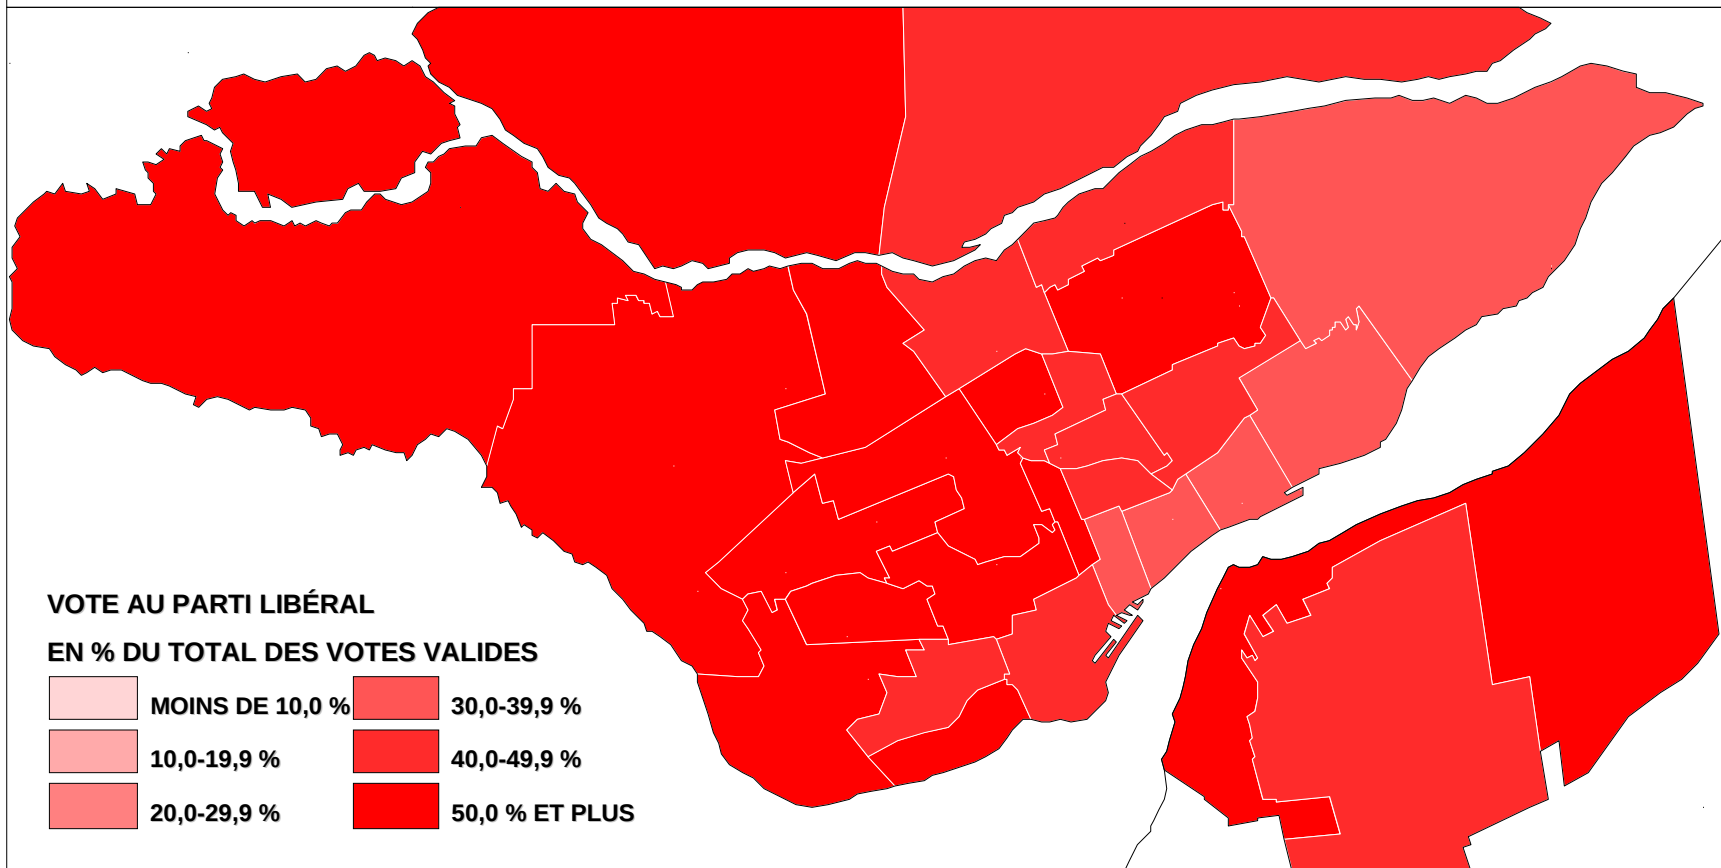 VOTE AU PARTI LIBÉRAL
EN % DU TOTAL DES VOTES VALIDES
MOINS DE 10,0 %
10,0-19,9 %
20,0-29,9 %
30,0-39,9 %
40,0-49,9 %
50,0 % ET PLUS